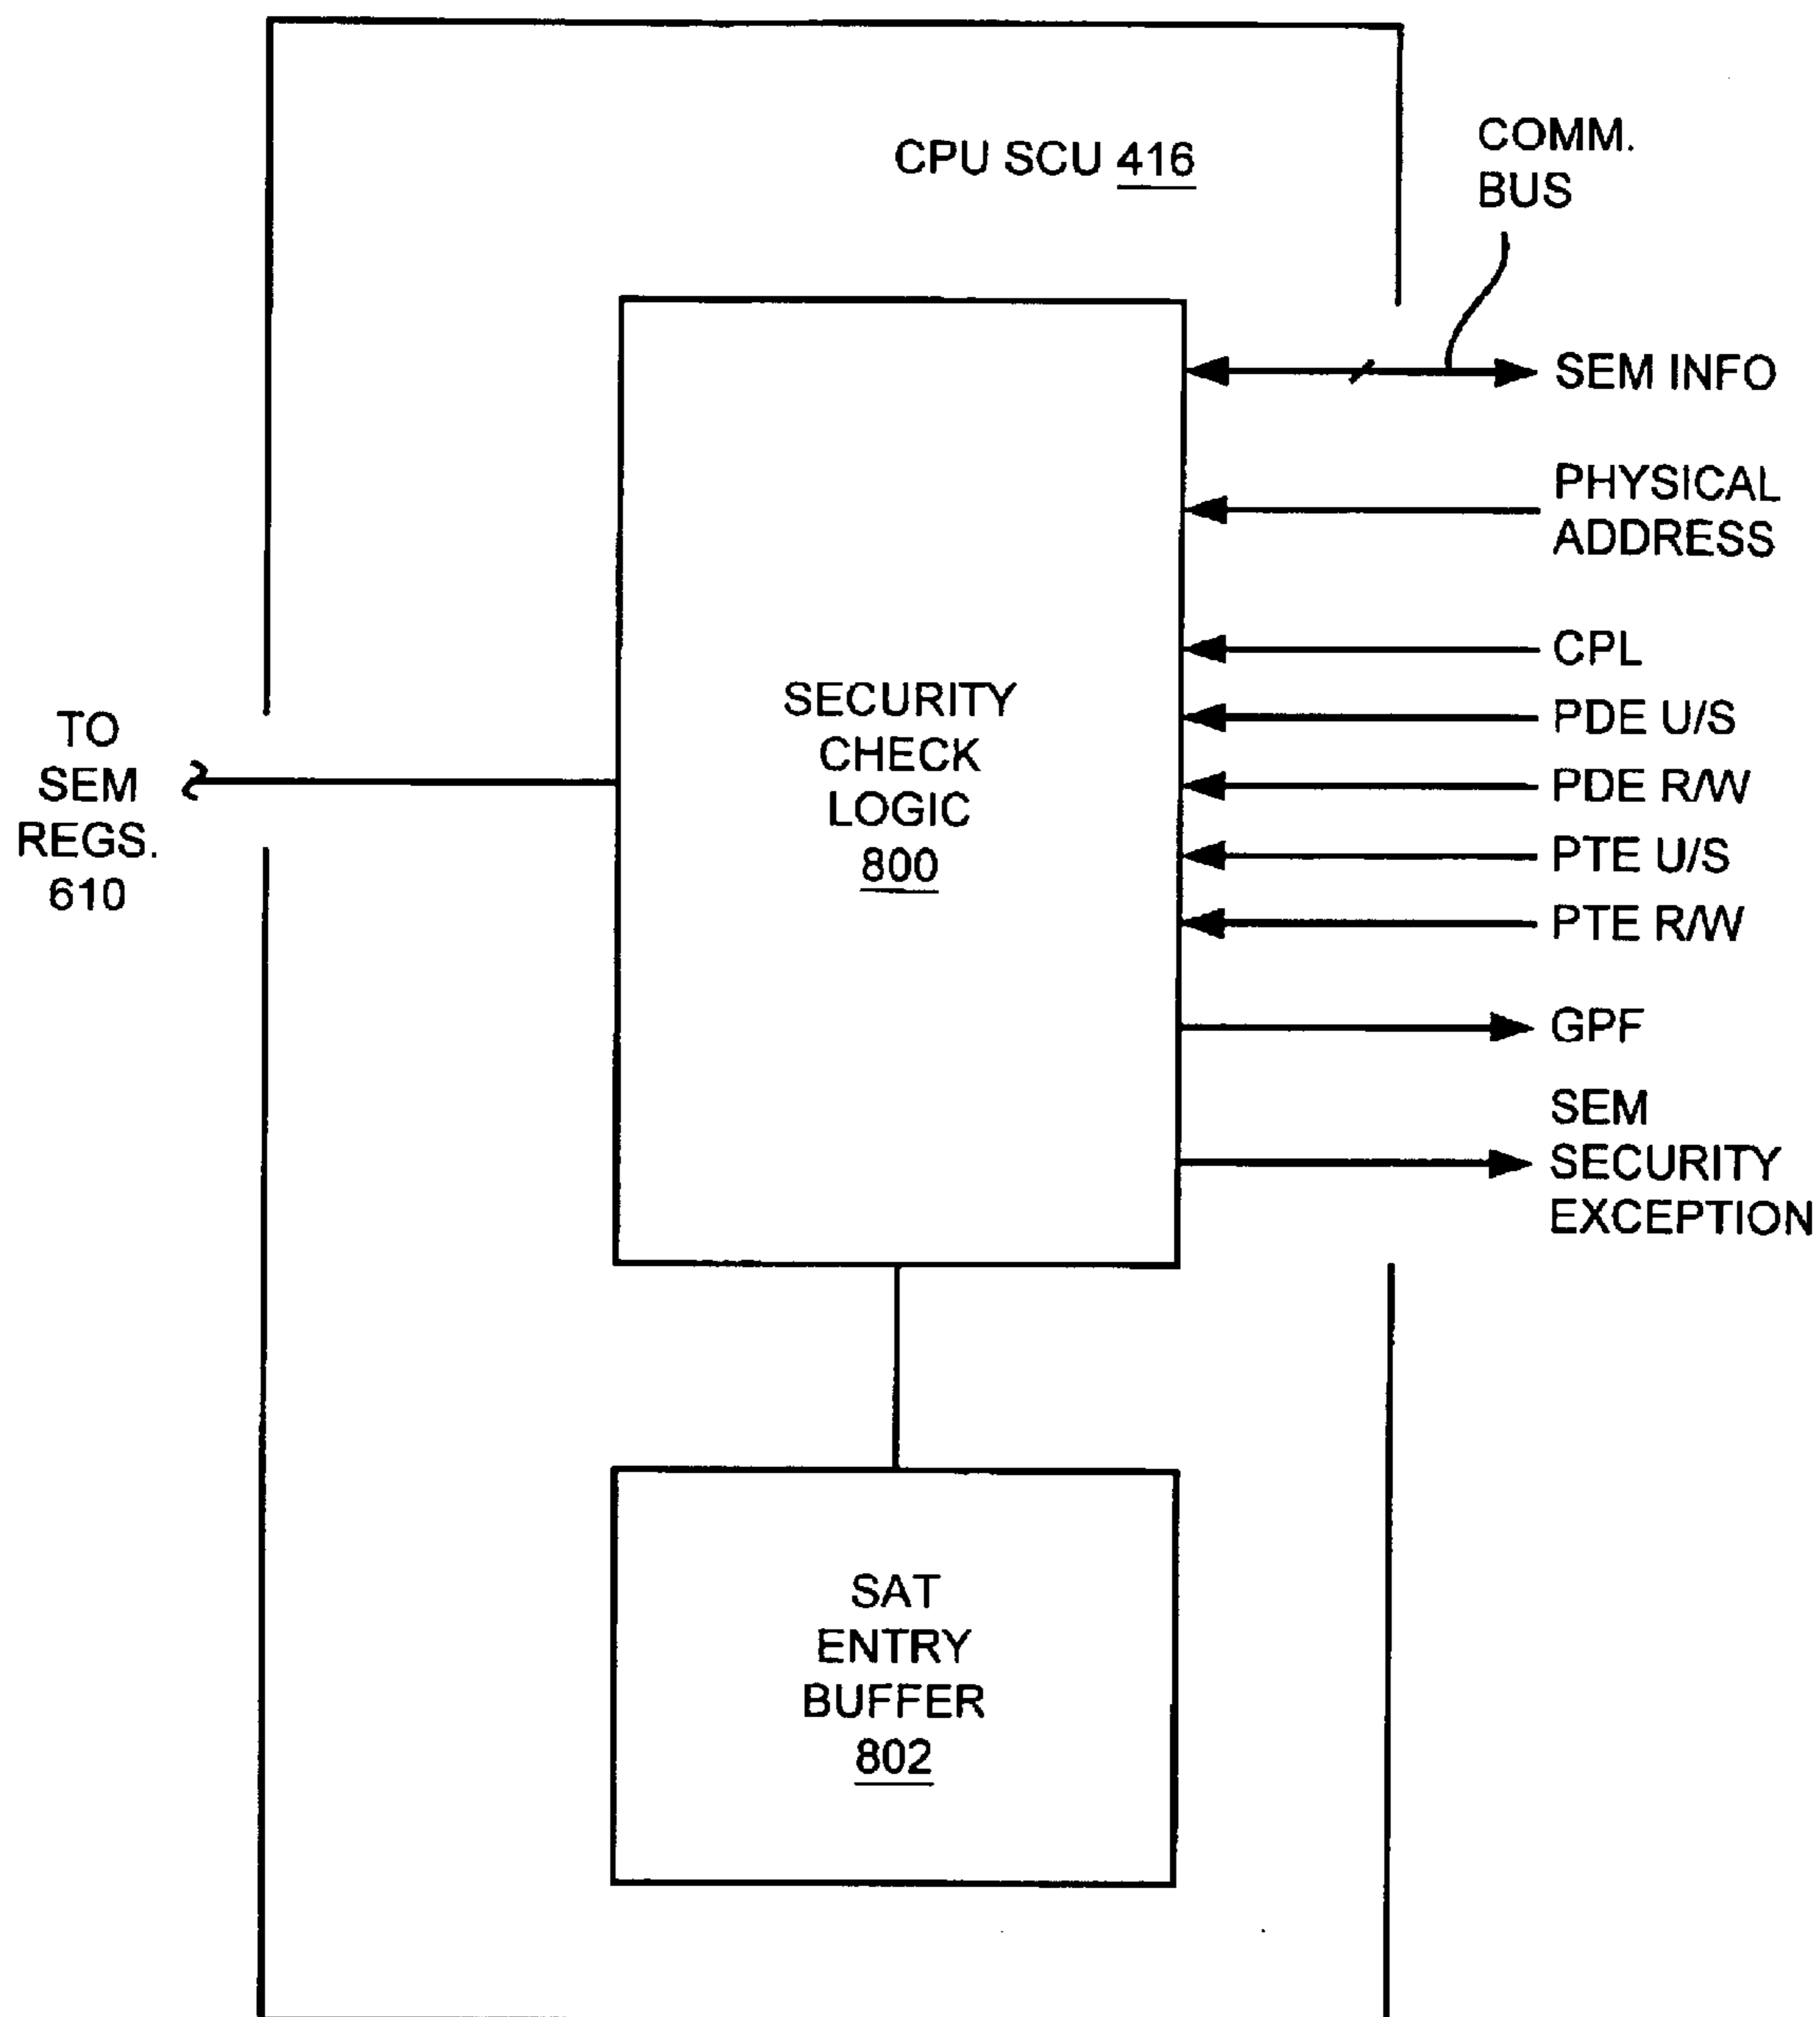 CPU SCU 416
COMM.
BUS
SEM INFO
PHYSICAL
ADDRESS
CPL
PDE U/S
PDE R/W
PTE U/S
PTE R/W
GPF
SEM
SECURITY
EXCEPTION
SECURITY
CHECK
LOGIC
800
TO
SEM
REGS.
610
SAT
ENTRY
BUFFER
802